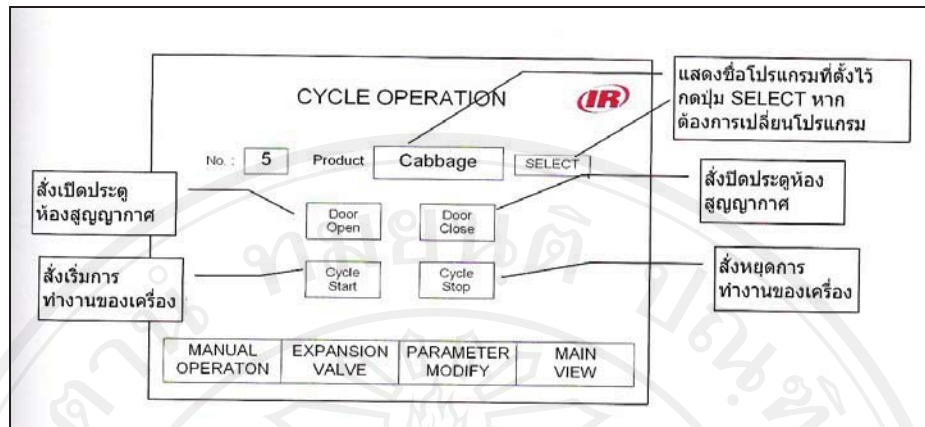 CYCLE OPERATION
IR
แสดงชื่อโปรแกรมที่ตั้งไว้
กดปุ่ม SELECT หาก
ต้องการเปลี่ยนโปรแกรม
No. : 5 Product Cabbage SELECT
สั่งเปิดประตู
ห้องสูญญากาศ
สั่งปิดประตูห้อง
สูญญากาศ
Door
Open
Door
Close
สั่งเริ่มการ
ทำงานของเครื่อง
Cycle
Start
Cycle
Stop
สั่งหยุดการ
ทำงานของเครื่อง
MANUAL
OPERATON
EXPANSION
VALVE
PARAMETER
MODIFY
MAIN
VIEW